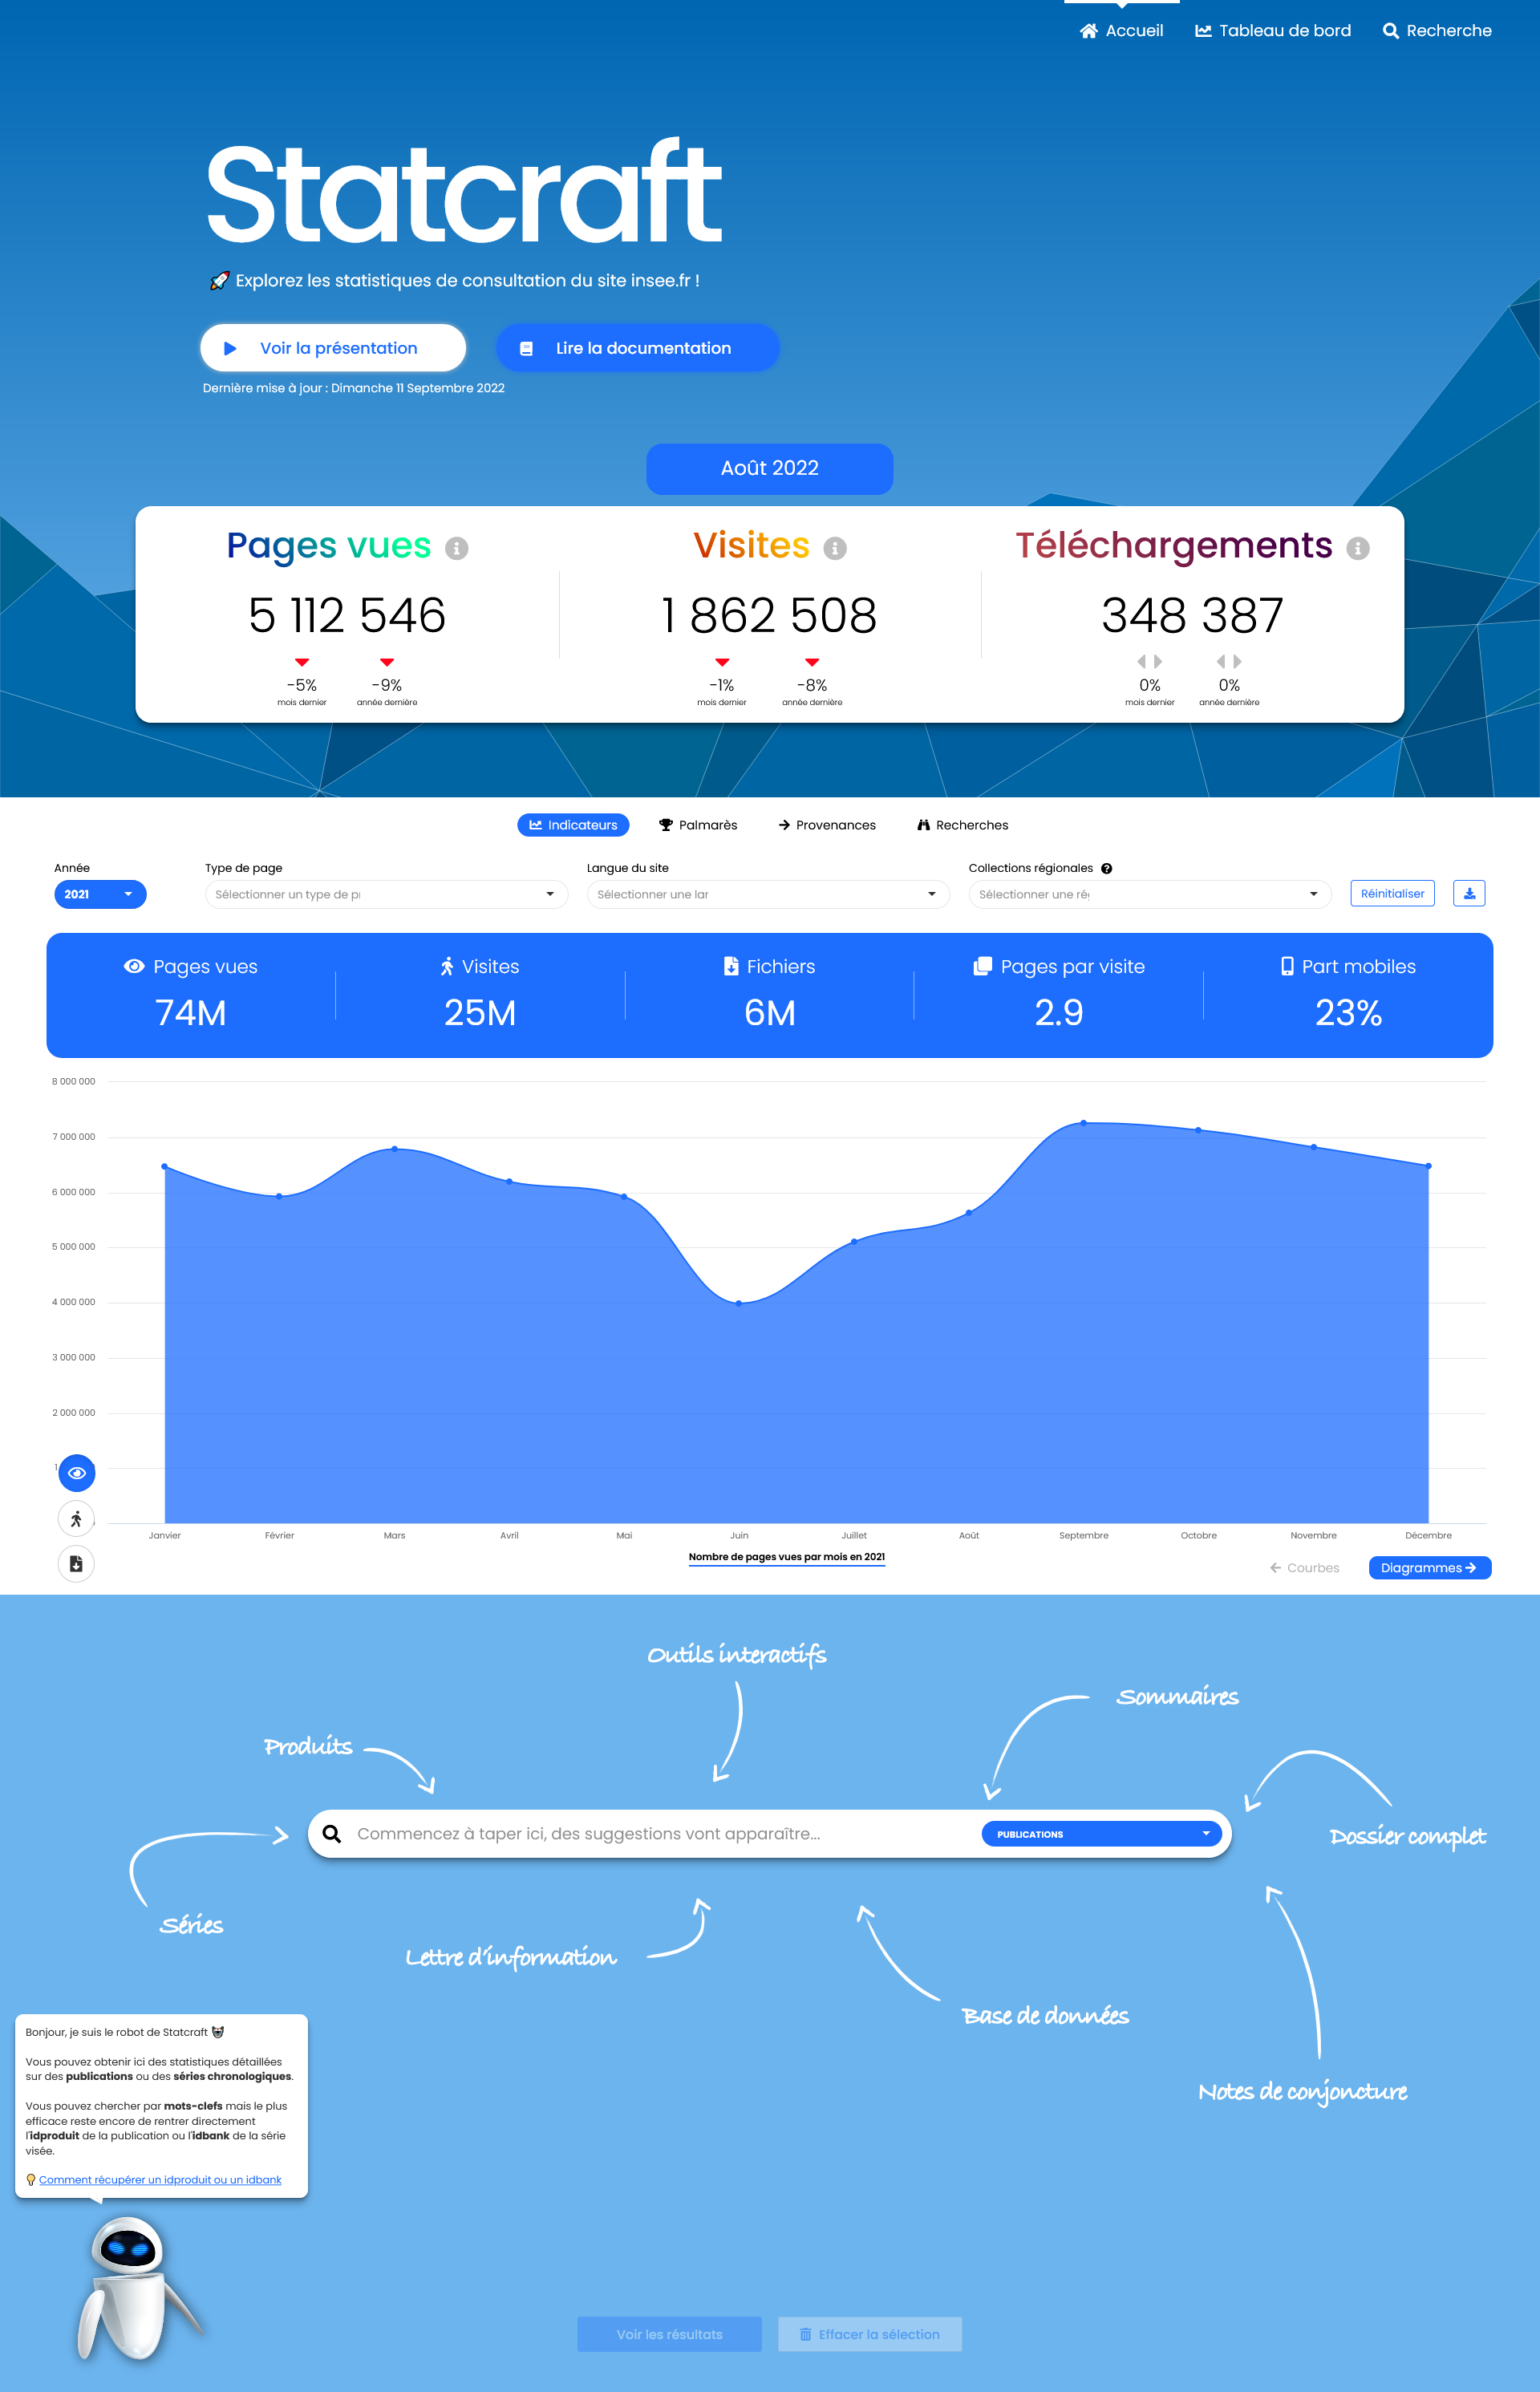 Accueil
Tableau de bord
Recherche
Statcraft
🚀 Explorez les statistiques de consultation du site insee.fr !
Voir la présentation
Lire la documentation
Dernière mise à jour : Dimanche 11 Septembre 2022
Août 2022
Pages vues
Visites
Téléchargements
5 112 546
1 862 508
348 387
-5%
-9%
-1%
-8%
0%
0%
mois dernier
année dernière
mois dernier
année dernière
mois dernier
année dernière
Indicateurs
Palmarès
Provenances
Recherches
Année
Type de page
Langue du site
Collections régionales
2021
Sélectionner un type de p
Sélectionner une lar
Sélectionner une ré
Réinitialiser
Pages vues
Visites
Fichiers
Pages par visite
Part mobiles
74M
25M
6M
2.9
23%
8 000 000
7 000 000
6 000 000
5 000 000
4 000 000
3 000 000
2 000 000
1
Janvier
Février
Mars
Avril
Mai
Juin
Juillet
Août
Septembre
Octobre
Novembre
Décembre
Nombre de pages vues par mois en 2021
Courbes
Diagrammes
Outils interactifs
Sommaires
Produits
Commencez à taper ici, des suggestions vont apparaître...
PUBLICATIONS
Dossier complet
Séries
Lettre d'information
Base de données
Notes de conjoncture
Bonjour, je suis le robot de Statcraft
Vous pouvez obtenir ici des statistiques détaillées
sur des publications ou des séries chronologiques.
Vous pouvez chercher par mots-clefs mais le plus
efficace reste encore de rentrer directement
l'idproduit de la publication ou l'idbank de la série
visée.
Comment récupérer un idproduit ou un idbank
Voir les résultats
Effacer la sélection